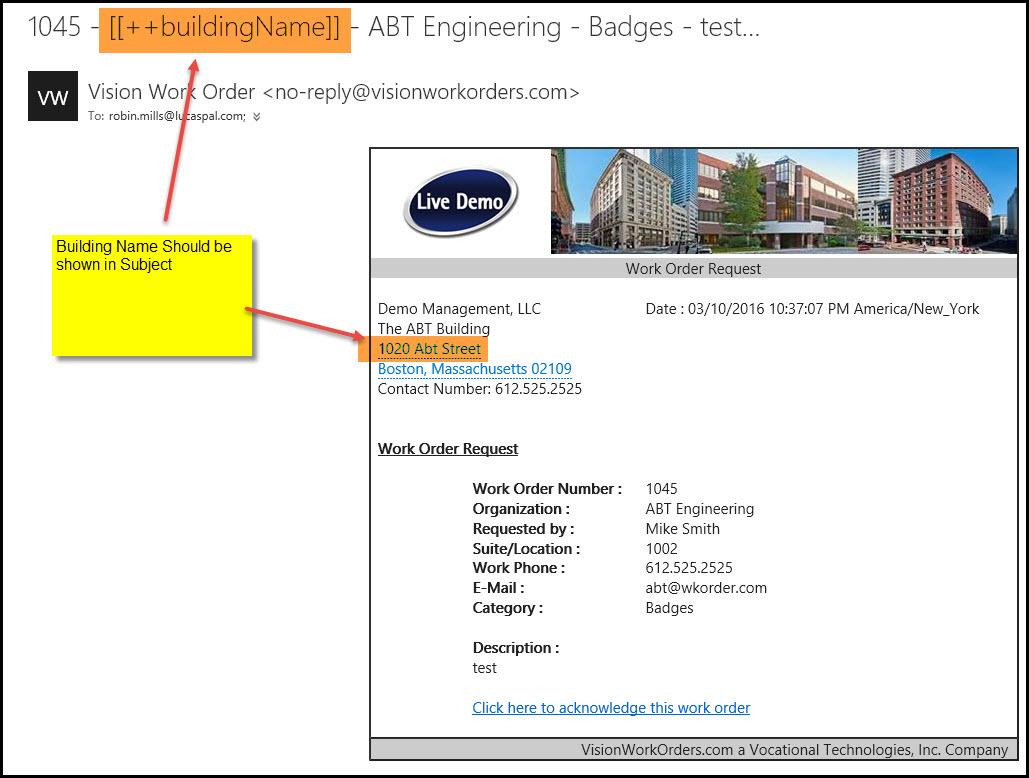 1045 - [[++buildingName]] - ABT Engineering - Badges - test...
VW
Vision Work Order <no-reply@visionworkorders.com>
To: robin.mills@lucaspal.com;
Building Name Should be
shown in Subject
Live Demo
Work Order Request
Demo Management, LLC
Date : 03/10/2016 10:37:07 PM America/New_York
The ABT Building
1020 Abt Street
Boston, Massachusetts 02109
Contact Number: 612.525.2525
Work Order Request
Work Order Number : 1045
Organization : ABT Engineering
Requested by : Mike Smith
Suite/Location : 1002
Work Phone : 612.525.2525
E-Mail : abt@wkorder.com
Category : Badges
Description :
test
Click here to acknowledge this work order
VisionWorkOrders.com a Vocational Technologies, Inc. Company